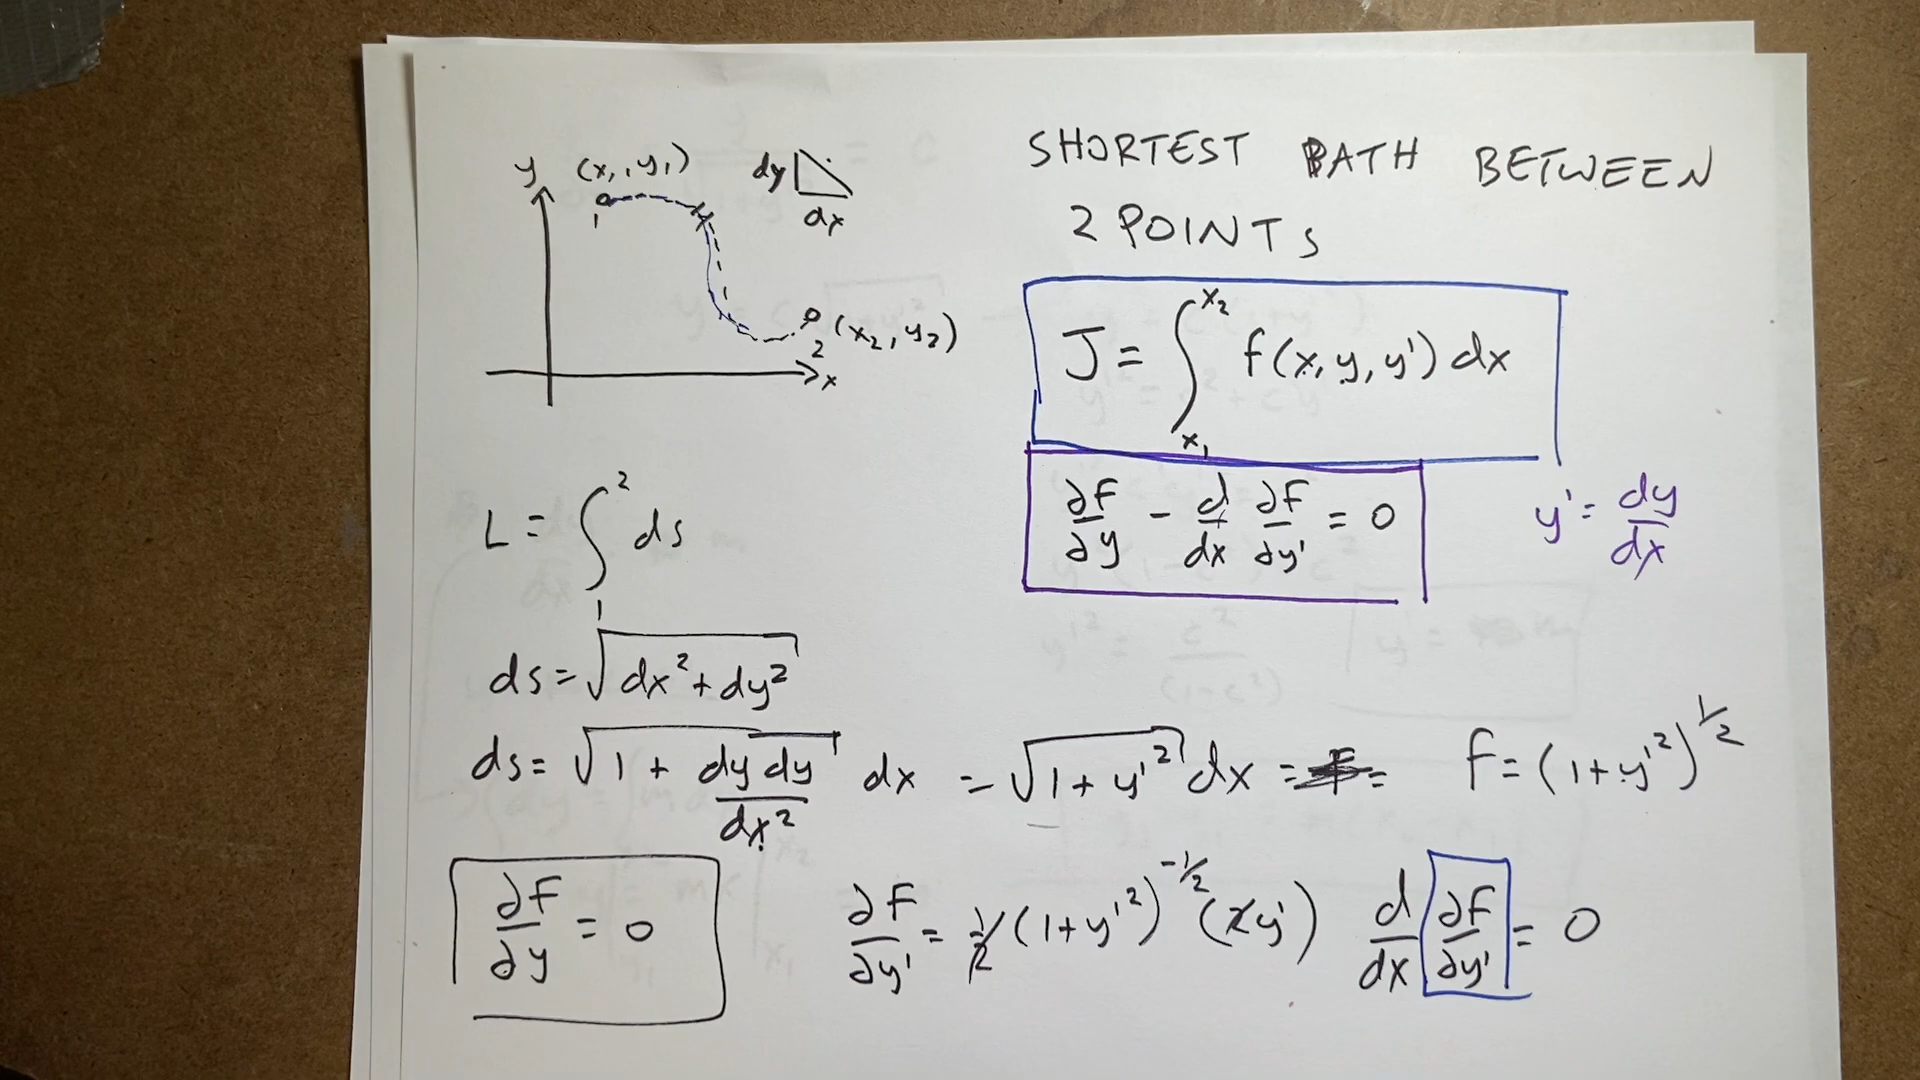 SHORTEST PATH BETWEEN
2 POINTS
y
(x₁, y₁)
1
dy
dx
(x₂, y₂)
2
x
J = ∫ₓ₁ˣ² f(x, y, y') dx
∂f/∂y - d/dx ∂f/∂y' = 0
y' = dy/dx
L = ∫₁² ds
ds = √(dx² + dy²)
ds = √(1 + dy dy/dx²) dx = √(1 + y'²) dx = = f = (1 + y'²)^1/2
∂f/∂y = 0
∂f/∂y' = 1/2 (1 + y'²)^-1/2 (2y')
d/dx ∂f/∂y' = 0